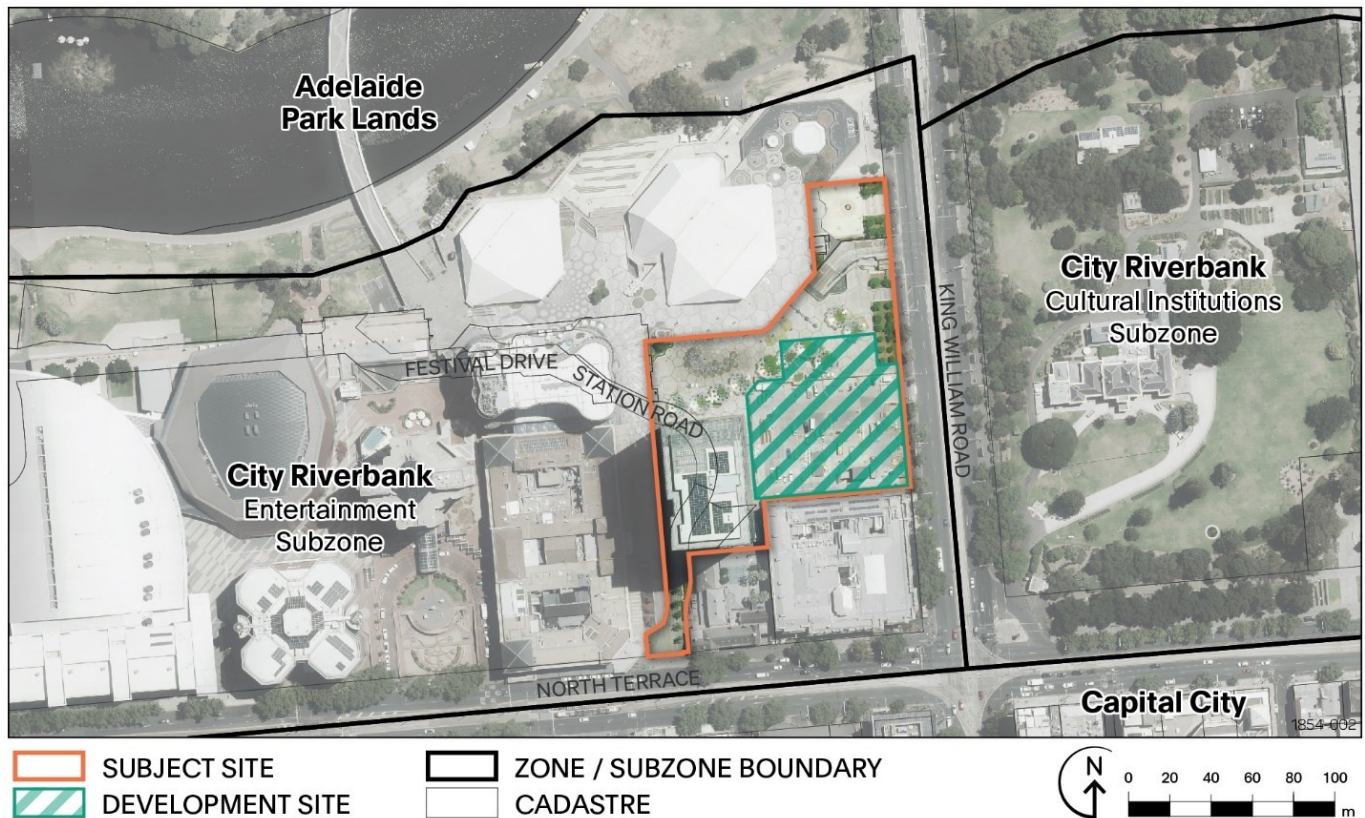 Adelaide
Park Lands
City Riverbank
Cultural Institutions
Subzone
KING WILLIAM ROAD
FESTIVAL DRIVE
STATION ROAD
City Riverbank
Entertainment
Subzone
NORTH TERRACE
Capital City
1854-002
SUBJECT SITE
ZONE / SUBZONE BOUNDARY
DEVELOPMENT SITE
CADASTRE
N
0 20 40 60 80 100
m